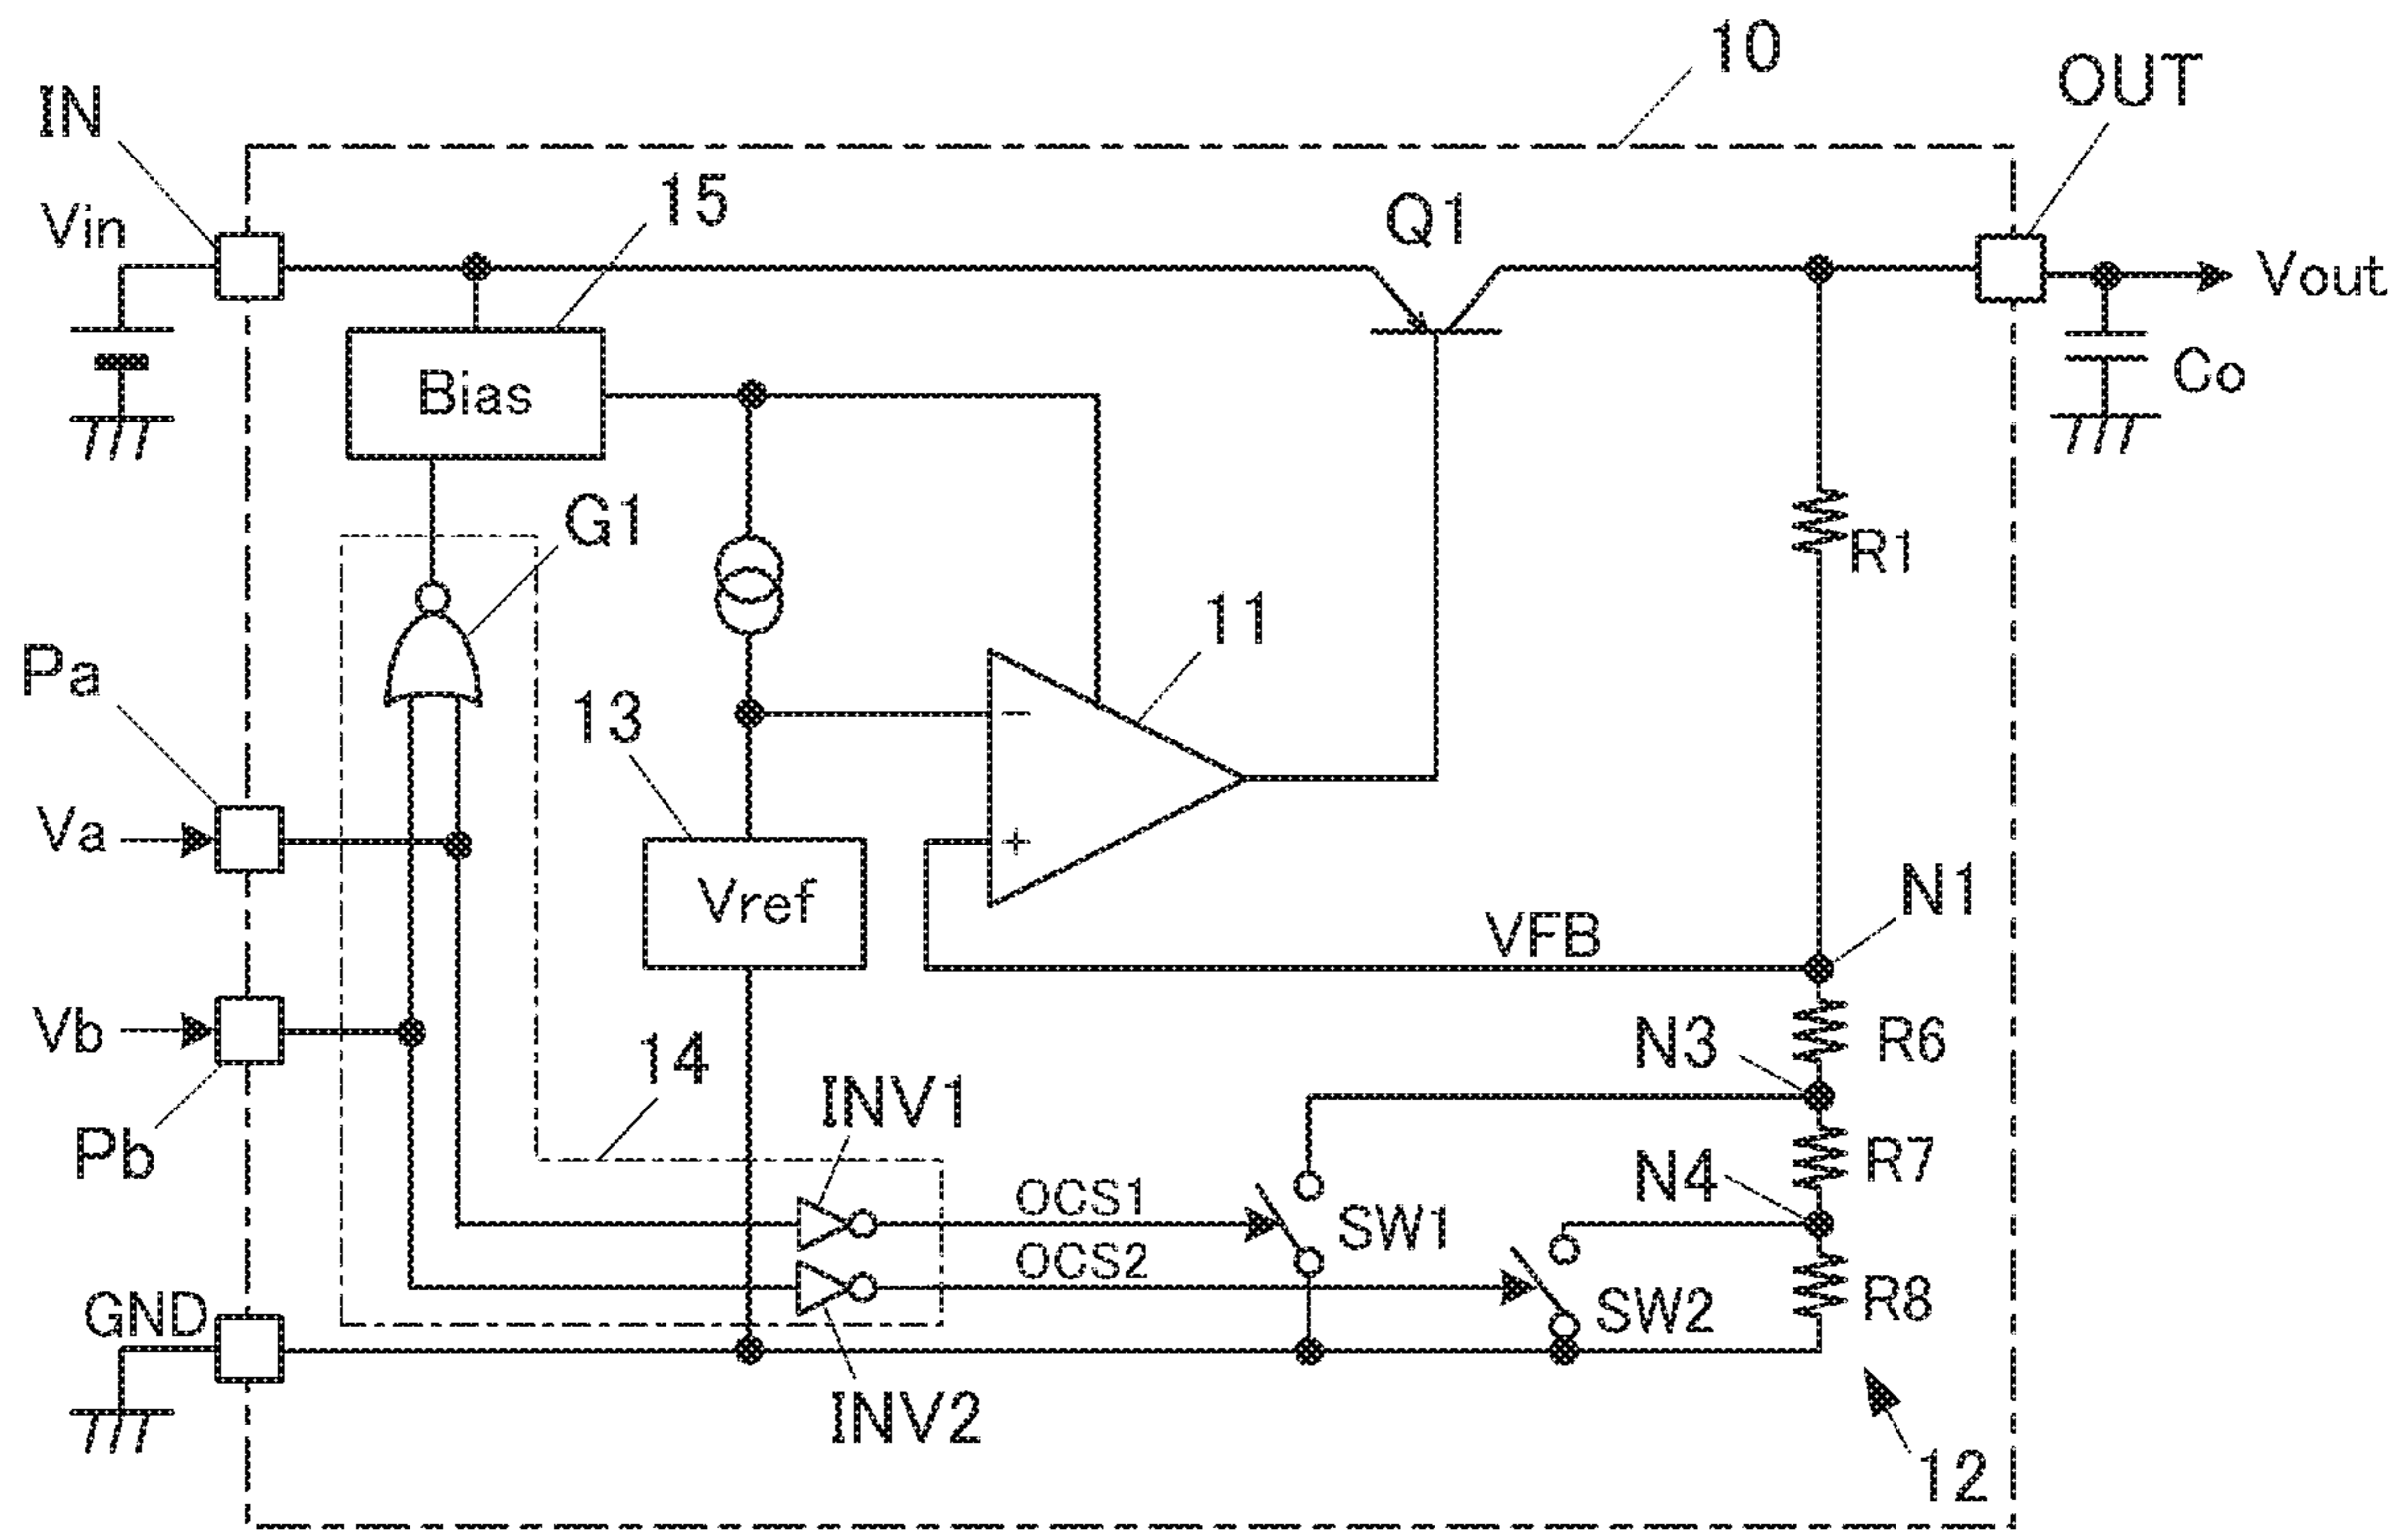 10
OUT
IN
15
Q1
Vin
Vout
Bias
Co
G1
R1
11
Pa
13
−
Va
+
Vref
N1
VFB
Vb
14
N3
R6
INV1
Pb
N4
R7
OCS1
SW1
OCS2
GND
SW2
R8
INV2
12